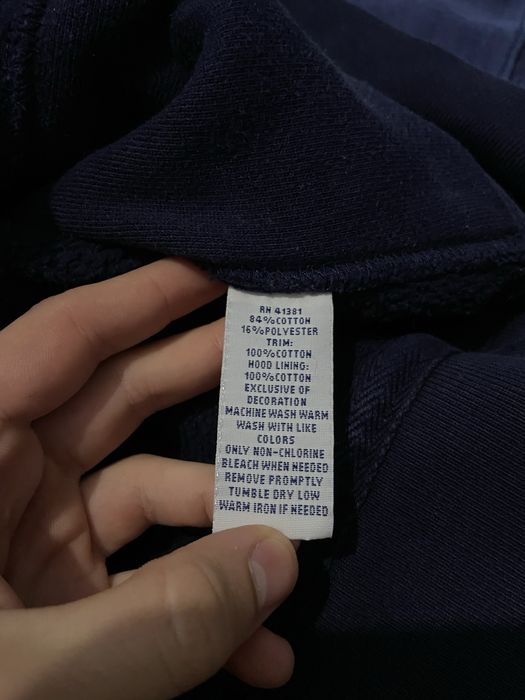 RN 41381
84%COTTON
16%POLYESTER
TRIM:
100%COTTON
HOOD LINING:
100%COTTON
EXCLUSIVE OF
DECORATION
MACHINE WASH WARM
WASH WITH LIKE
COLORS
ONLY NON-CHLORINE
BLEACH WHEN NEEDED
REMOVE PROMPTLY
TUMBLE DRY LOW
WARM IRON IF NEEDED